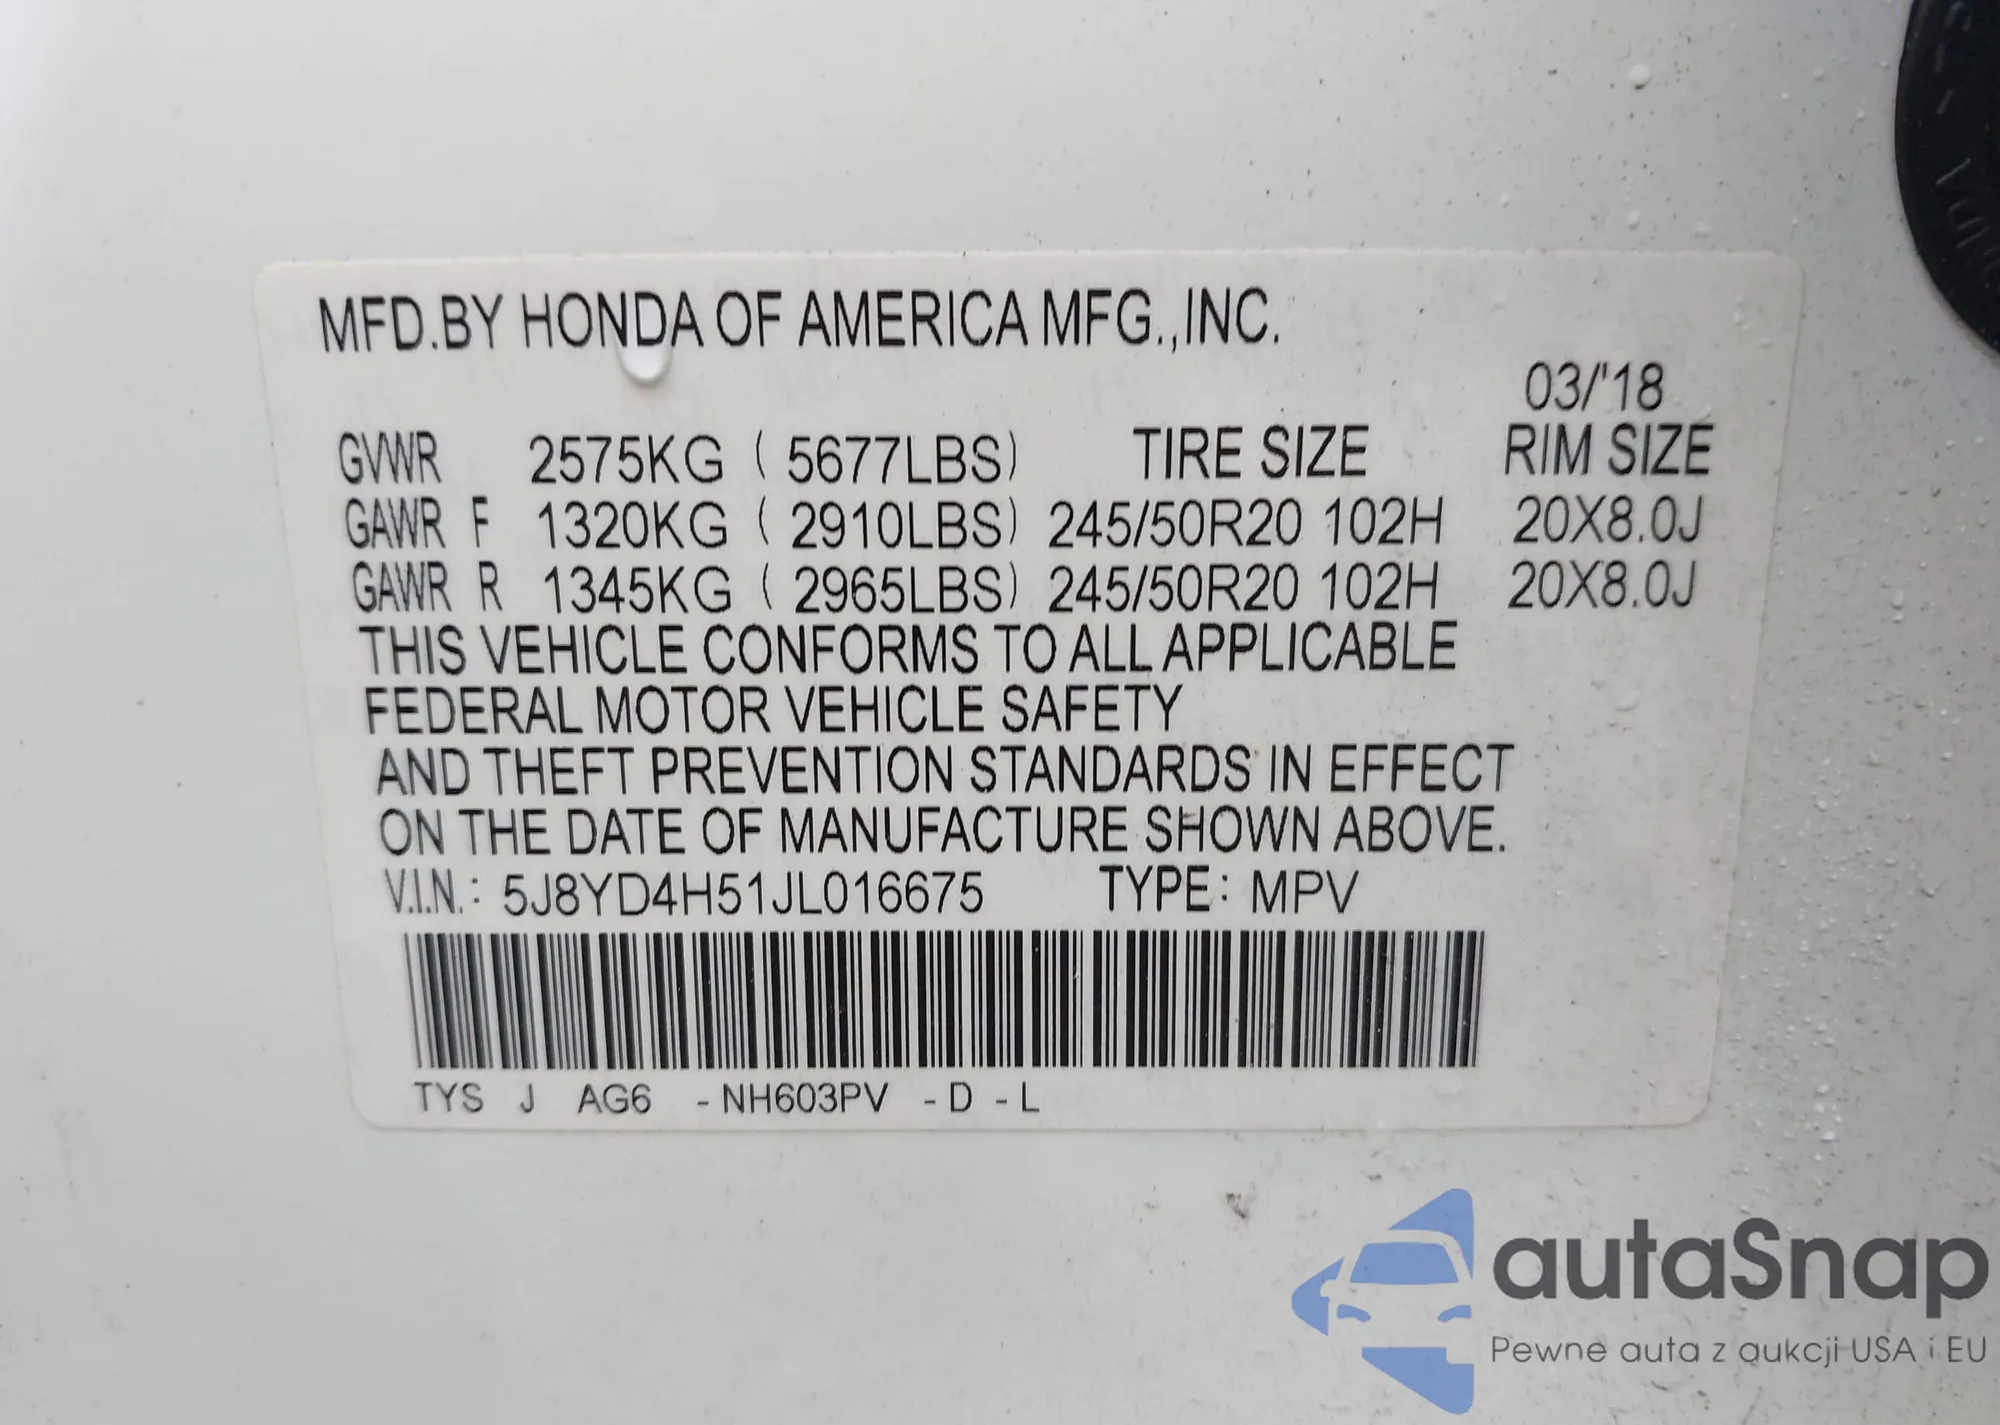 MFD.BY HONDA OF AMERICA MFG.,INC.
03/'18
GVWR 2575KG ( 5677LBS) TIRE SIZE RIM SIZE
GAWR F 1320KG ( 2910LBS) 245/50R20 102H 20X8.0J
GAWR R 1345KG ( 2965LBS) 245/50R20 102H 20X8.0J
THIS VEHICLE CONFORMS TO ALL APPLICABLE
FEDERAL MOTOR VEHICLE SAFETY
AND THEFT PREVENTION STANDARDS IN EFFECT
ON THE DATE OF MANUFACTURE SHOWN ABOVE.
V.I.N.: 5J8YD4H51JL016675 TYPE: MPV
TYS J AG6 -NH603PV -D -L
autaSnap
Pewne auta z aukcji USA i EU